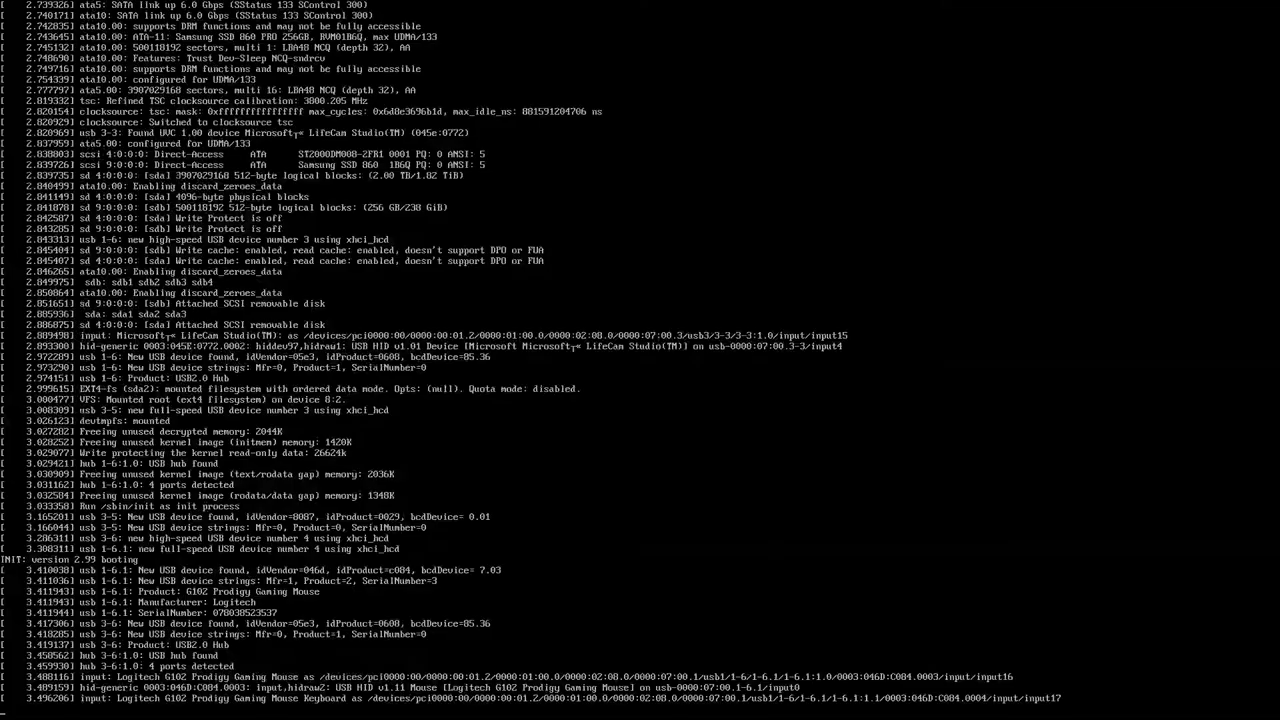 [    2.739326] ata5: SATA link up 6.0 Gbps (SStatus 133 SControl 300)
[    2.740171] ata10: SATA link up 6.0 Gbps (SStatus 133 SControl 300)
[    2.742835] ata10.00: supports DRM functions and may not be fully accessible
[    2.743645] ata10.00: ATA-11: Samsung SSD 860 PRO 256GB, RVM01B6Q, max UDMA/133
[    2.745132] ata10.00: 500118192 sectors, multi 1: LBA48 NCQ (depth 32), AA
[    2.748690] ata10.00: Features: Trust Dev-Sleep NCQ-sndrcv
[    2.749716] ata10.00: supports DRM functions and may not be fully accessible
[    2.754339] ata10.00: configured for UDMA/133
[    2.777797] ata5.00: 3907029168 sectors, multi 16: LBA48 NCQ (depth 32), AA
[    2.819332] tsc: Refined TSC clocksource calibration: 3800.205 MHz
[    2.820154] clocksource: tsc: mask: 0xffffffffffffffff max_cycles: 0x6d8e3696b1d, max_idle_ns: 881591204706 ns
[    2.820929] clocksource: Switched to clocksource tsc
[    2.820969] usb 3-3: Found UVC 1.00 device Microsoft┬« LifeCam Studio(TM) (045e:0772)
[    2.837959] ata5.00: configured for UDMA/133
[    2.838803] scsi 4:0:0:0: Direct-Access     ATA      ST2000DM008-2FR1 0001 PQ: 0 ANSI: 5
[    2.839726] scsi 9:0:0:0: Direct-Access     ATA      Samsung SSD 860  1B6Q PQ: 0 ANSI: 5
[    2.839735] sd 4:0:0:0: [sda] 3907029168 512-byte logical blocks: (2.00 TB/1.82 TiB)
[    2.840499] ata10.00: Enabling discard_zeroes_data
[    2.841149] sd 4:0:0:0: [sda] 4096-byte physical blocks
[    2.841878] sd 9:0:0:0: [sdb] 500118192 512-byte logical blocks: (256 GB/238 GiB)
[    2.842587] sd 4:0:0:0: [sda] Write Protect is off
[    2.843285] sd 9:0:0:0: [sdb] Write Protect is off
[    2.843313] usb 1-6: new high-speed USB device number 3 using xhci_hcd
[    2.845404] sd 9:0:0:0: [sdb] Write cache: enabled, read cache: enabled, doesn't support DPO or FUA
[    2.845407] sd 4:0:0:0: [sda] Write cache: enabled, read cache: enabled, doesn't support DPO or FUA
[    2.846265] ata10.00: Enabling discard_zeroes_data
[    2.849975]  sdb: sdb1 sdb2 sdb3 sdb4
[    2.850864] ata10.00: Enabling discard_zeroes_data
[    2.851651] sd 9:0:0:0: [sdb] Attached SCSI removable disk
[    2.885936]  sda: sda1 sda2 sda3
[    2.886875] sd 4:0:0:0: [sda] Attached SCSI removable disk
[    2.889498] input: Microsoft┬« LifeCam Studio(TM): as /devices/pci0000:00/0000:00:01.2/0000:01:00.0/0000:02:08.0/0000:07:00.3/usb3/3-3/3-3:1.0/input/input15
[    2.893300] hid-generic 0003:045E:0772.0002: hiddev97,hidraw1: USB HID v1.01 Device [Microsoft Microsoft┬« LifeCam Studio(TM)] on usb-0000:07:00.3-3/input4
[    2.972289] usb 1-6: New USB device found, idVendor=05e3, idProduct=0608, bcdDevice=85.36
[    2.973290] usb 1-6: New USB device strings: Mfr=0, Product=1, SerialNumber=0
[    2.974151] usb 1-6: Product: USB2.0 Hub
[    2.999615] EXT4-fs (sda2): mounted filesystem with ordered data mode. Opts: (null). Quota mode: disabled.
[    3.000477] VFS: Mounted root (ext4 filesystem) on device 8:2.
[    3.008309] usb 3-5: new full-speed USB device number 3 using xhci_hcd
[    3.026123] devtmpfs: mounted
[    3.027282] Freeing unused decrypted memory: 2044K
[    3.028252] Freeing unused kernel image (initmem) memory: 1420K
[    3.029077] Write protecting the kernel read-only data: 26624k
[    3.029421] hub 1-6:1.0: USB hub found
[    3.030909] Freeing unused kernel image (text/rodata gap) memory: 2036K
[    3.031162] hub 1-6:1.0: 4 ports detected
[    3.032584] Freeing unused kernel image (rodata/data gap) memory: 1348K
[    3.033358] Run /sbin/init as init process
[    3.165201] usb 3-5: New USB device found, idVendor=8087, idProduct=0029, bcdDevice= 0.01
[    3.166044] usb 3-5: New USB device strings: Mfr=0, Product=0, SerialNumber=0
[    3.286311] usb 3-6: new high-speed USB device number 4 using xhci_hcd
[    3.308311] usb 1-6.1: new full-speed USB device number 4 using xhci_hcd
INIT: version 2.99 booting
[    3.410038] usb 1-6.1: New USB device found, idVendor=046d, idProduct=c084, bcdDevice= 7.03
[    3.411036] usb 1-6.1: New USB device strings: Mfr=1, Product=2, SerialNumber=3
[    3.411943] usb 1-6.1: Product: G102 Prodigy Gaming Mouse
[    3.411943] usb 1-6.1: Manufacturer: Logitech
[    3.411944] usb 1-6.1: SerialNumber: 078038523537
[    3.417306] usb 3-6: New USB device found, idVendor=05e3, idProduct=0608, bcdDevice=85.36
[    3.418285] usb 3-6: New USB device strings: Mfr=0, Product=1, SerialNumber=0
[    3.419137] usb 3-6: Product: USB2.0 Hub
[    3.458562] hub 3-6:1.0: USB hub found
[    3.459930] hub 3-6:1.0: 4 ports detected
[    3.488116] input: Logitech G102 Prodigy Gaming Mouse as /devices/pci0000:00/0000:00:01.2/0000:01:00.0/0000:02:08.0/0000:07:00.1/usb1/1-6/1-6.1/1-6.1:1.0/0003:046D:C084.0003/input/input16
[    3.489159] hid-generic 0003:046D:C084.0003: input,hidraw2: USB HID v1.11 Mouse [Logitech G102 Prodigy Gaming Mouse] on usb-0000:07:00.1-6.1/input0
[    3.496206] input: Logitech G102 Prodigy Gaming Mouse Keyboard as /devices/pci0000:00/0000:00:01.2/0000:01:00.0/0000:02:08.0/0000:07:00.1/usb1/1-6/1-6.1/1-6.1:1.1/0003:046D:C084.0004/input/input17